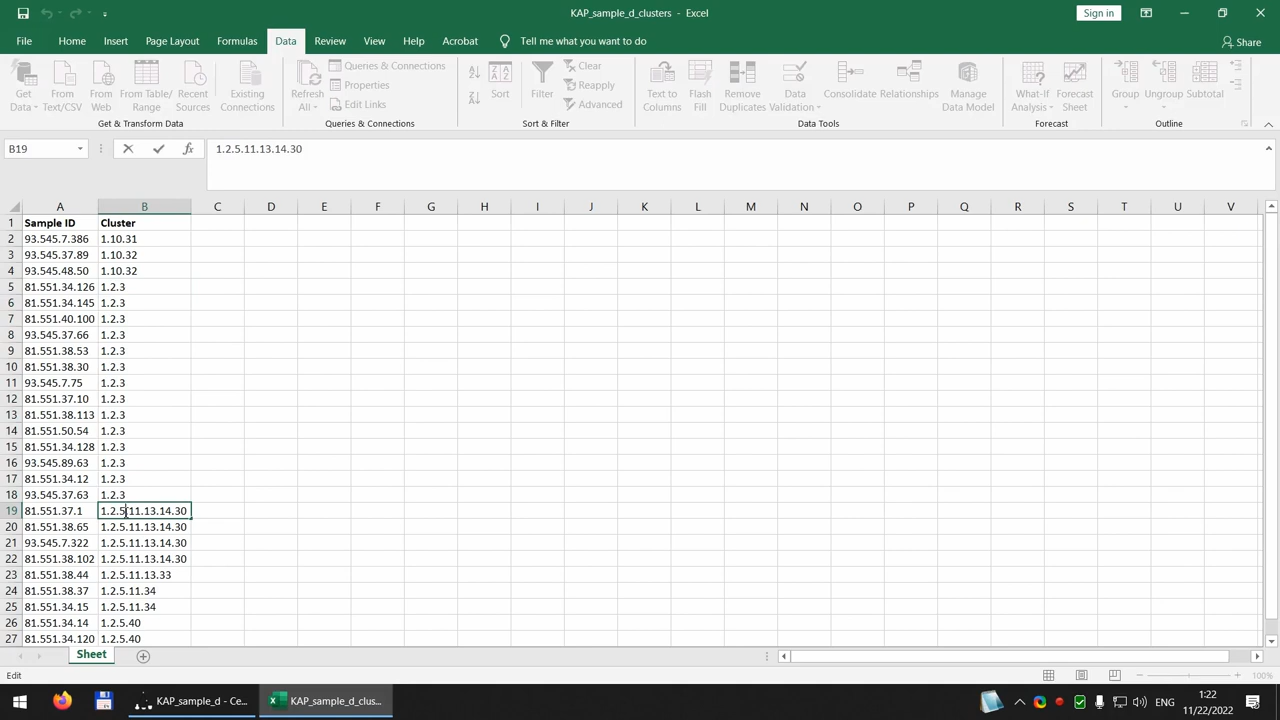 KAP_sample_d_clusters - Excel
Sign in
File Home Insert Page Layout Formulas Data Review View Help Acrobat Tell me what you want to do
Share
Get Data
From Text/CSV
From Web
From Table/Range
Recent Sources
Existing Connections
Get & Transform Data
Refresh All
Queries & Connections
Properties
Edit Links
Queries & Connections
Sort
Filter
Clear
Reapply
Advanced
Sort & Filter
Text to Columns
Flash Fill
Remove Duplicates
Data Validation
Consolidate
Relationships
Manage Data Model
Data Tools
What-If Analysis
Forecast Sheet
Forecast
Group
Ungroup
Subtotal
Outline
B19 fx 1.2.5.11.13.14.30
A B C D E F G H I J K L M N O P Q R S T U V
1 Sample ID Cluster
2 93.545.7.386 1.10.31
3 93.545.37.89 1.10.32
4 93.545.48.50 1.10.32
5 81.551.34.126 1.2.3
6 81.551.34.145 1.2.3
7 81.551.40.100 1.2.3
8 93.545.37.66 1.2.3
9 81.551.38.53 1.2.3
10 81.551.38.30 1.2.3
11 93.545.7.75 1.2.3
12 81.551.37.10 1.2.3
13 81.551.38.113 1.2.3
14 81.551.50.54 1.2.3
15 81.551.34.128 1.2.3
16 93.545.89.63 1.2.3
17 81.551.34.12 1.2.3
18 93.545.37.63 1.2.3
19 81.551.37.1 1.2.5.11.13.14.30
20 81.551.38.65 1.2.5.11.13.14.30
21 93.545.7.322 1.2.5.11.13.14.30
22 81.551.38.102 1.2.5.11.13.14.30
23 81.551.38.44 1.2.5.11.13.33
24 81.551.38.37 1.2.5.11.34
25 81.551.34.15 1.2.5.11.34
26 81.551.34.14 1.2.5.40
27 81.551.34.120 1.2.5.40
Sheet
Edit
100%
KAP_sample_d - Ce...
KAP_sample_d_clus...
ENG
1:22
11/22/2022